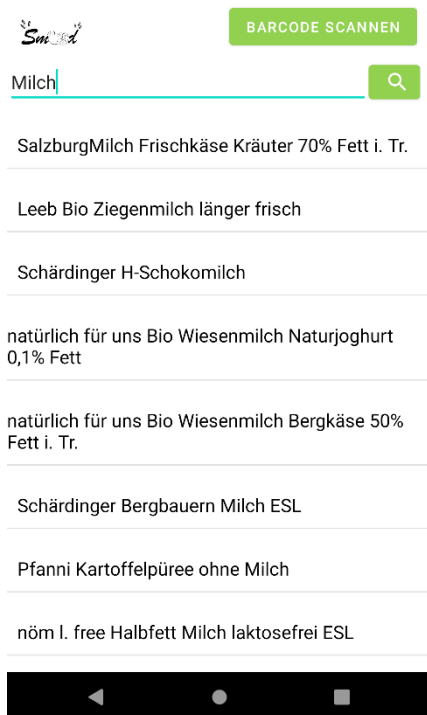 BARCODE SCANNEN
Milch
SalzburgMilch Frischkäse Kräuter 70% Fett i. Tr.
Leeb Bio Ziegenmilch länger frisch
Schärdinger H-Schokomilch
natürlich für uns Bio Wiesenmilch Naturjoghurt
0,1% Fett
natürlich für uns Bio Wiesenmilch Bergkäse 50%
Fett i. Tr.
Schärdinger Bergbauern Milch ESL
Pfanni Kartoffelpüree ohne Milch
nöm l. free Halbfett Milch laktosefrei ESL